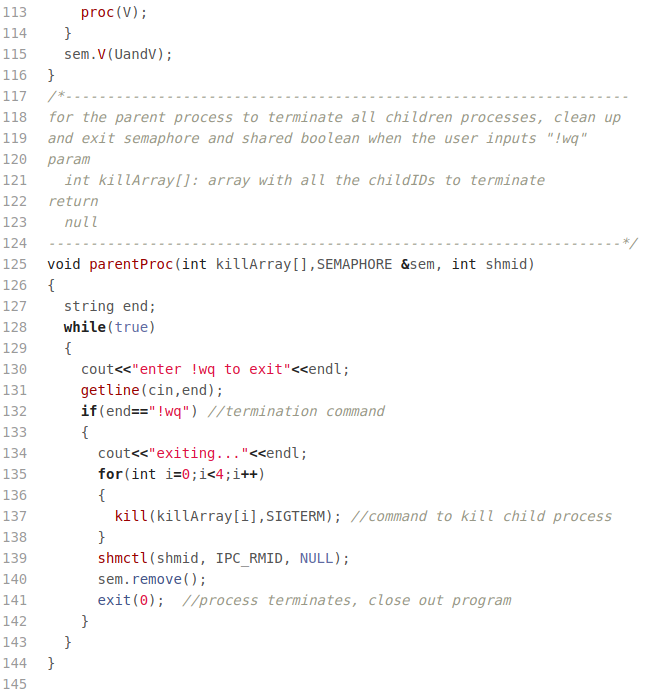 113 proc(V);
114 }
115 sem.V(UandV);
116 }
117 /*-------------------------------------------------------------------
118 for the parent process to terminate all children processes, clean up
119 and exit semaphore and shared boolean when the user inputs "!wq"
120 param
121 int killArray[]: array with all the childIDs to terminate
122 return
123 null
124 --------------------------------------------------------------------*/
125 void parentProc(int killArray[],SEMAPHORE &sem, int shmid)
126 {
127 string end;
128 while(true)
129 {
130 cout<<"enter !wq to exit"<<endl;
131 getline(cin,end);
132 if(end=="!wq") //termination command
133 {
134 cout<<"exiting..."<<endl;
135 for(int i=0;i<4;i++)
136 {
137 kill(killArray[i],SIGTERM); //command to kill child process
138 }
139 shmctl(shmid, IPC_RMID, NULL);
140 sem.remove();
141 exit(0); //process terminates, close out program
142 }
143 }
144 }
145